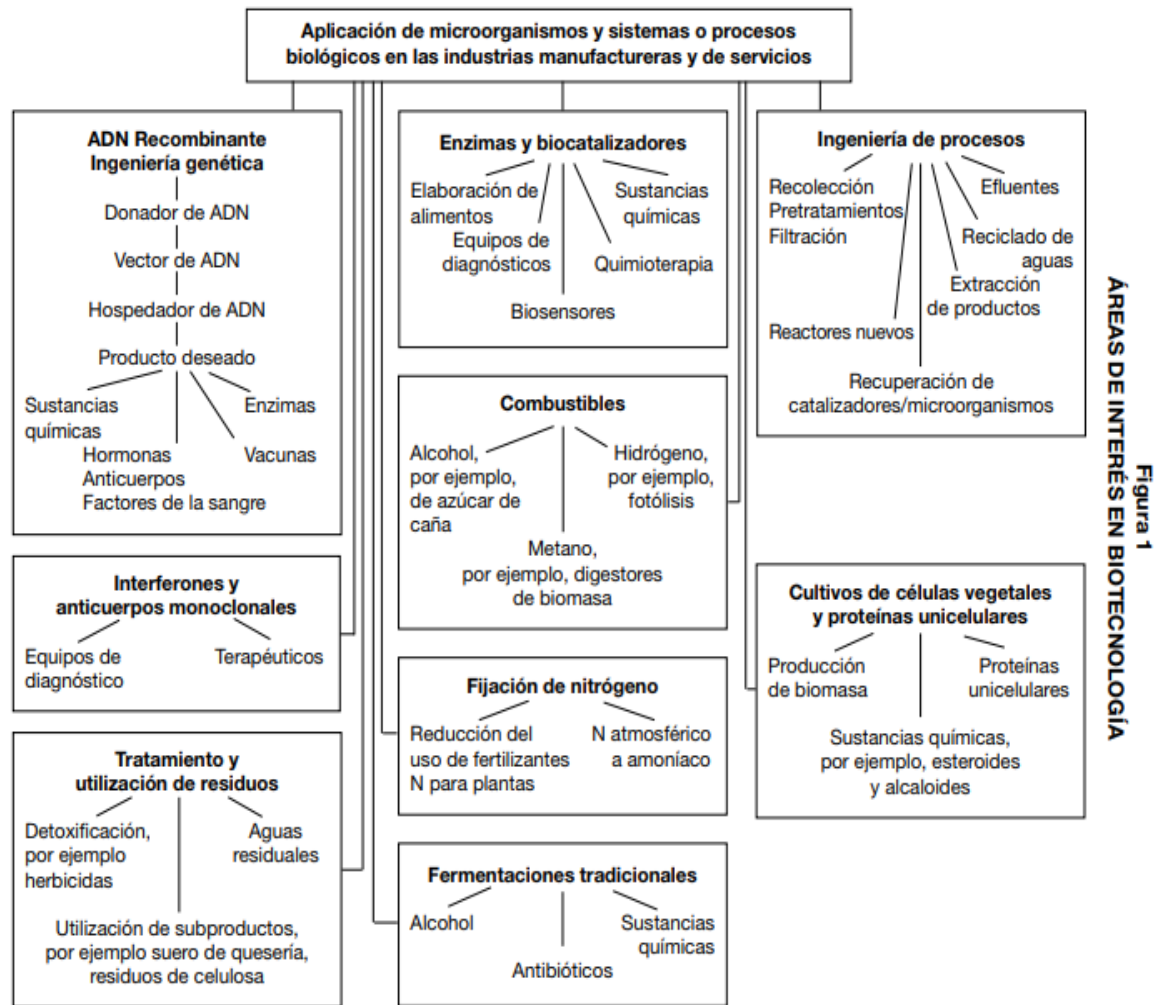 Aplicación de microorganismos y sistemas o procesos
biológicos en las industrias manufactureras y de servicios
ADN Recombinante
Ingeniería genética
Donador de ADN
Vector de ADN
Hospedador de ADN
Producto deseado
Sustancias
químicas
Enzimas
Hormonas
Anticuerpos
Factores de la sangre
Vacunas
Interferones y
anticuerpos monoclonales
Equipos de
diagnóstico
Terapéuticos
Tratamiento y
utilización de residuos
Detoxificación,
por ejemplo
herbicidas
Aguas
residuales
Utilización de subproductos,
por ejemplo suero de quesería,
residuos de celulosa
Enzimas y biocatalizadores
Elaboración de
alimentos
Sustancias
químicas
Equipos de
diagnósticos
Quimioterapia
Biosensores
Combustibles
Alcohol,
por ejemplo,
de azúcar de
caña
Hidrógeno,
por ejemplo,
fotólisis
Metano,
por ejemplo, digestores
de biomasa
Fijación de nitrógeno
Reducción del
uso de fertilizantes
N para plantas
N atmosférico
a amoníaco
Fermentaciones tradicionales
Alcohol
Sustancias
químicas
Antibióticos
Ingeniería de procesos
Recolección
Pretratamientos
Filtración
Efluentes
Reciclado de
aguas
Extracción
de productos
Reactores nuevos
Recuperación de
catalizadores/microorganismos
Cultivos de células vegetales
y proteínas unicelulares
Producción
de biomasa
Proteínas
unicelulares
Sustancias químicas,
por ejemplo, esteroides
y alcaloides
Figura 1
ÁREAS DE INTERÉS EN BIOTECNOLOGÍA